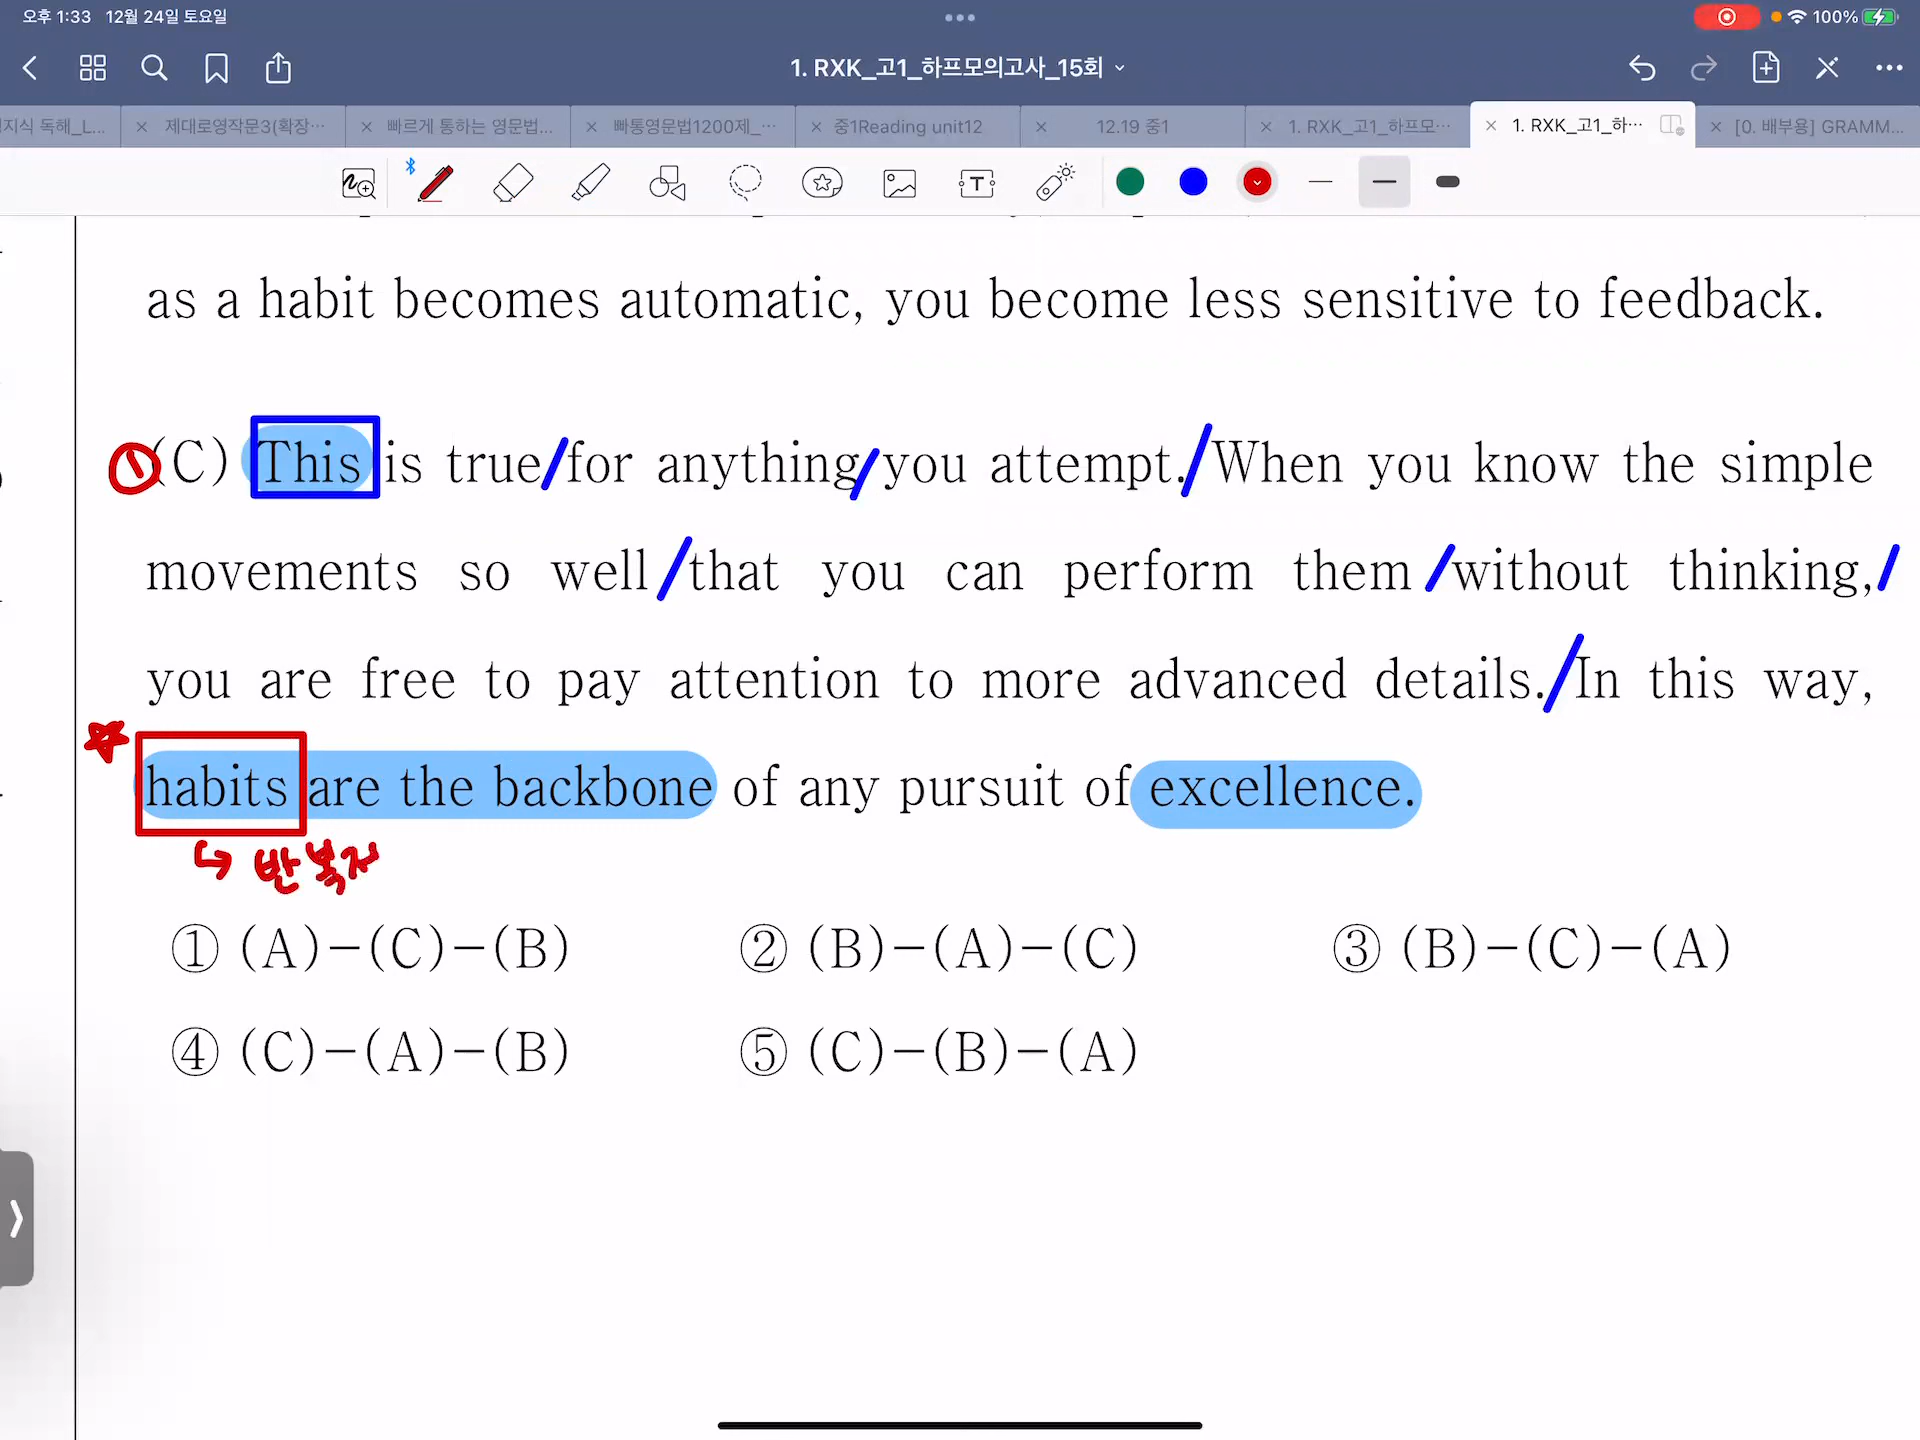 오후 1:33 12월 24일 토요일
100%
1. RXK_고1_하프모의고사_15회
지식 독해_L...
제대로영작문3(확장...
빠르게 통하는 영문법...
빠통영문법1200제_...
중1Reading unit12
12.19 중1
1. RXK_고1_하프모...
1. RXK_고1_하...
[0. 배부용] GRAMM...
as a habit becomes automatic, you become less sensitive to feedback.
(C) This is true/for anything/you attempt./When you know the simple
movements so well/that you can perform them/without thinking,/
you are free to pay attention to more advanced details./In this way,
habits are the backbone of any pursuit of excellence.
↳ 반복지
① (A)-(C)-(B) ② (B)-(A)-(C) ③ (B)-(C)-(A)
④ (C)-(A)-(B) ⑤ (C)-(B)-(A)